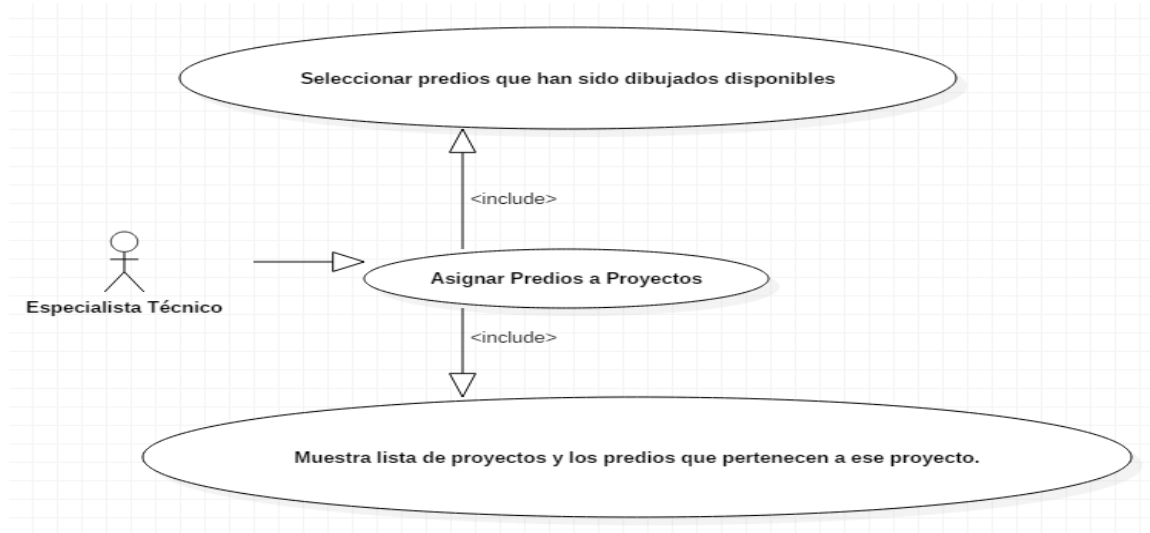 Seleccionar predios que han sido dibujados disponibles
<include>
Asignar Predios a Proyectos
Especialista Técnico
<include>
Muestra lista de proyectos y los predios que pertenecen a ese proyecto.